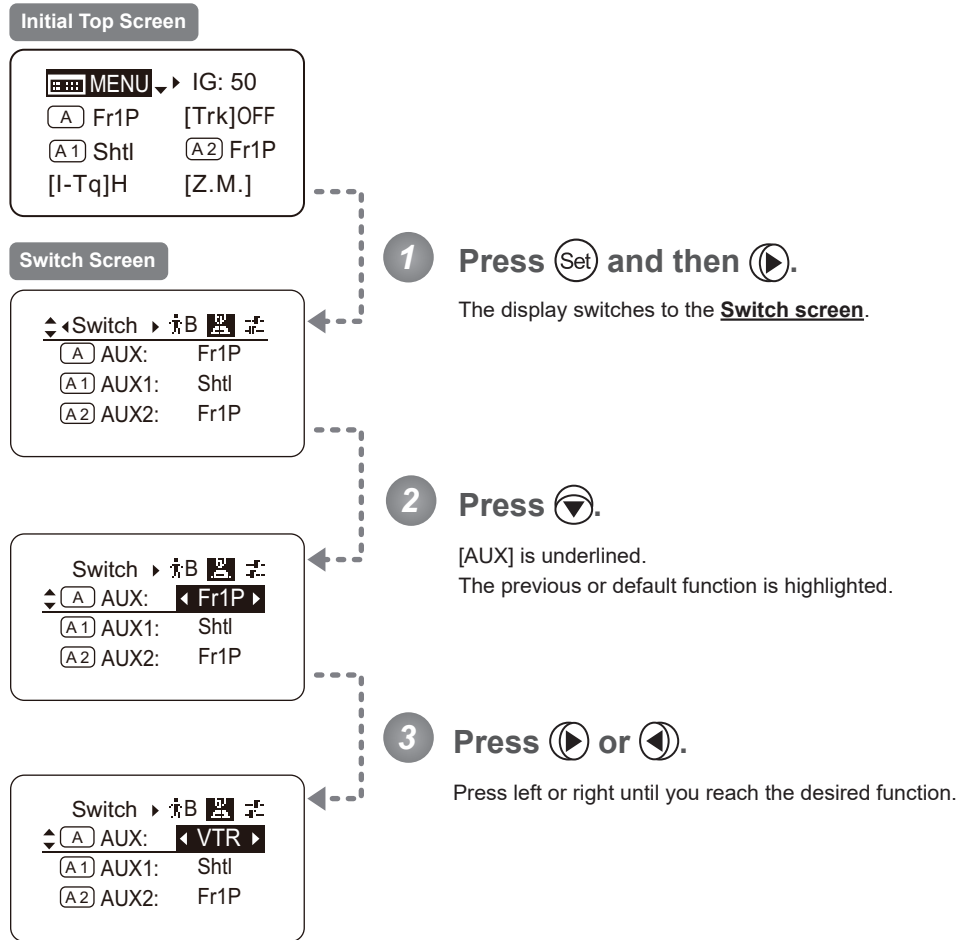 Initial Top Screen
MENU IG: 50
A Fr1P [Trk]OFF
A1 Shtl A2 Fr1P
[I-Tq]H [Z.M.]
1 Press Set and then .
The display switches to the Switch screen.
Switch Screen
Switch B
A AUX: Fr1P
A1 AUX1: Shtl
A2 AUX2: Fr1P
2 Press .
[AUX] is underlined.
The previous or default function is highlighted.
Switch B
A AUX: Fr1P
A1 AUX1: Shtl
A2 AUX2: Fr1P
3 Press or .
Press left or right until you reach the desired function.
Switch B
A AUX: VTR
A1 AUX1: Shtl
A2 AUX2: Fr1P